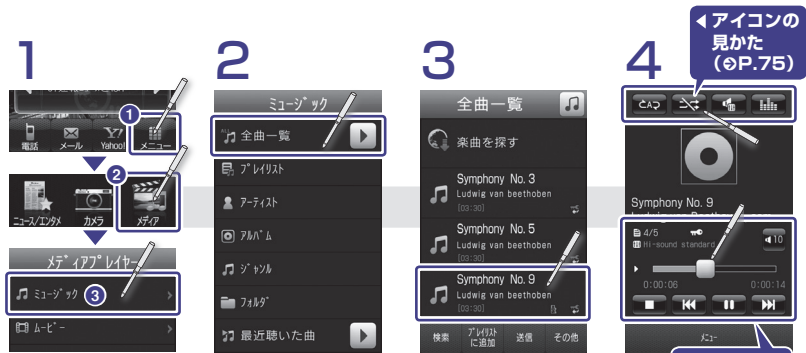 1
2
3
4
◀アイコンの
見かた
(P.75)
1
電話
メール
Yahoo!
メニュー
2
ニュース/エンタメ
カメラ
メディア
メディアプレイヤー
ミュージック
3
ムービー
ミュージック
ALL
全曲一覧
プレイリスト
アーティスト
アルバム
ジャンル
フォルダ
最近聴いた曲
全曲一覧
楽曲を探す
Symphony No. 3
Ludwig van beethoben
[03:30]
Symphony No. 5
Ludwig van beethoben
[03:30]
Symphony No. 9
Ludwig van beethoben
[03:30]
検索
プレイリスト
に追加
送信
その他
Symphony No. 9
4/5
10
Hi-sound standard
0:00:06
0:00:14
メニュー